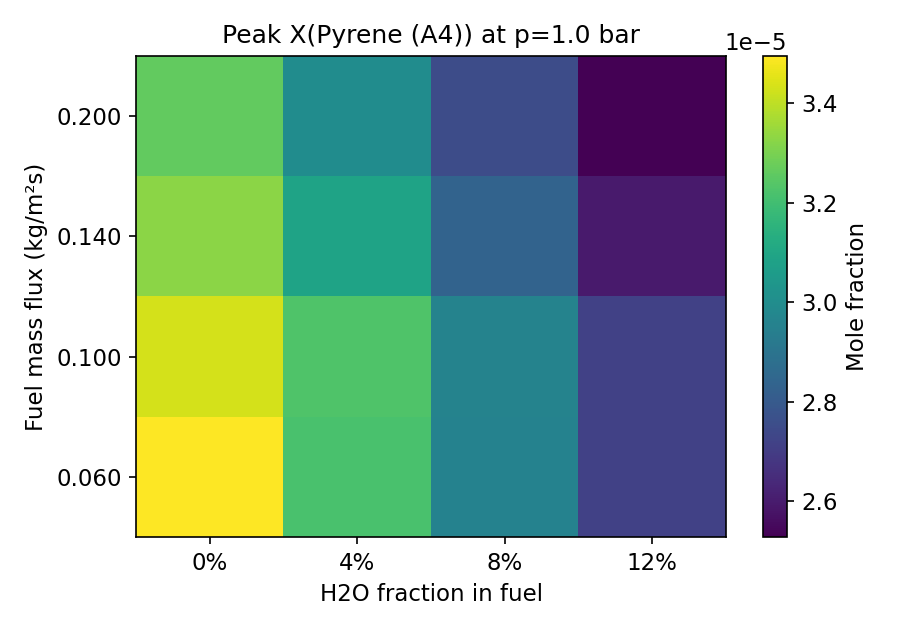 Peak X(Pyrene (A4)) at p=1.0 bar
1e−5
Fuel mass flux (kg/m²s)
0.200
0.140
0.100
0.060
0%
4%
8%
12%
H2O fraction in fuel
3.4
3.2
3.0
2.8
2.6
Mole fraction